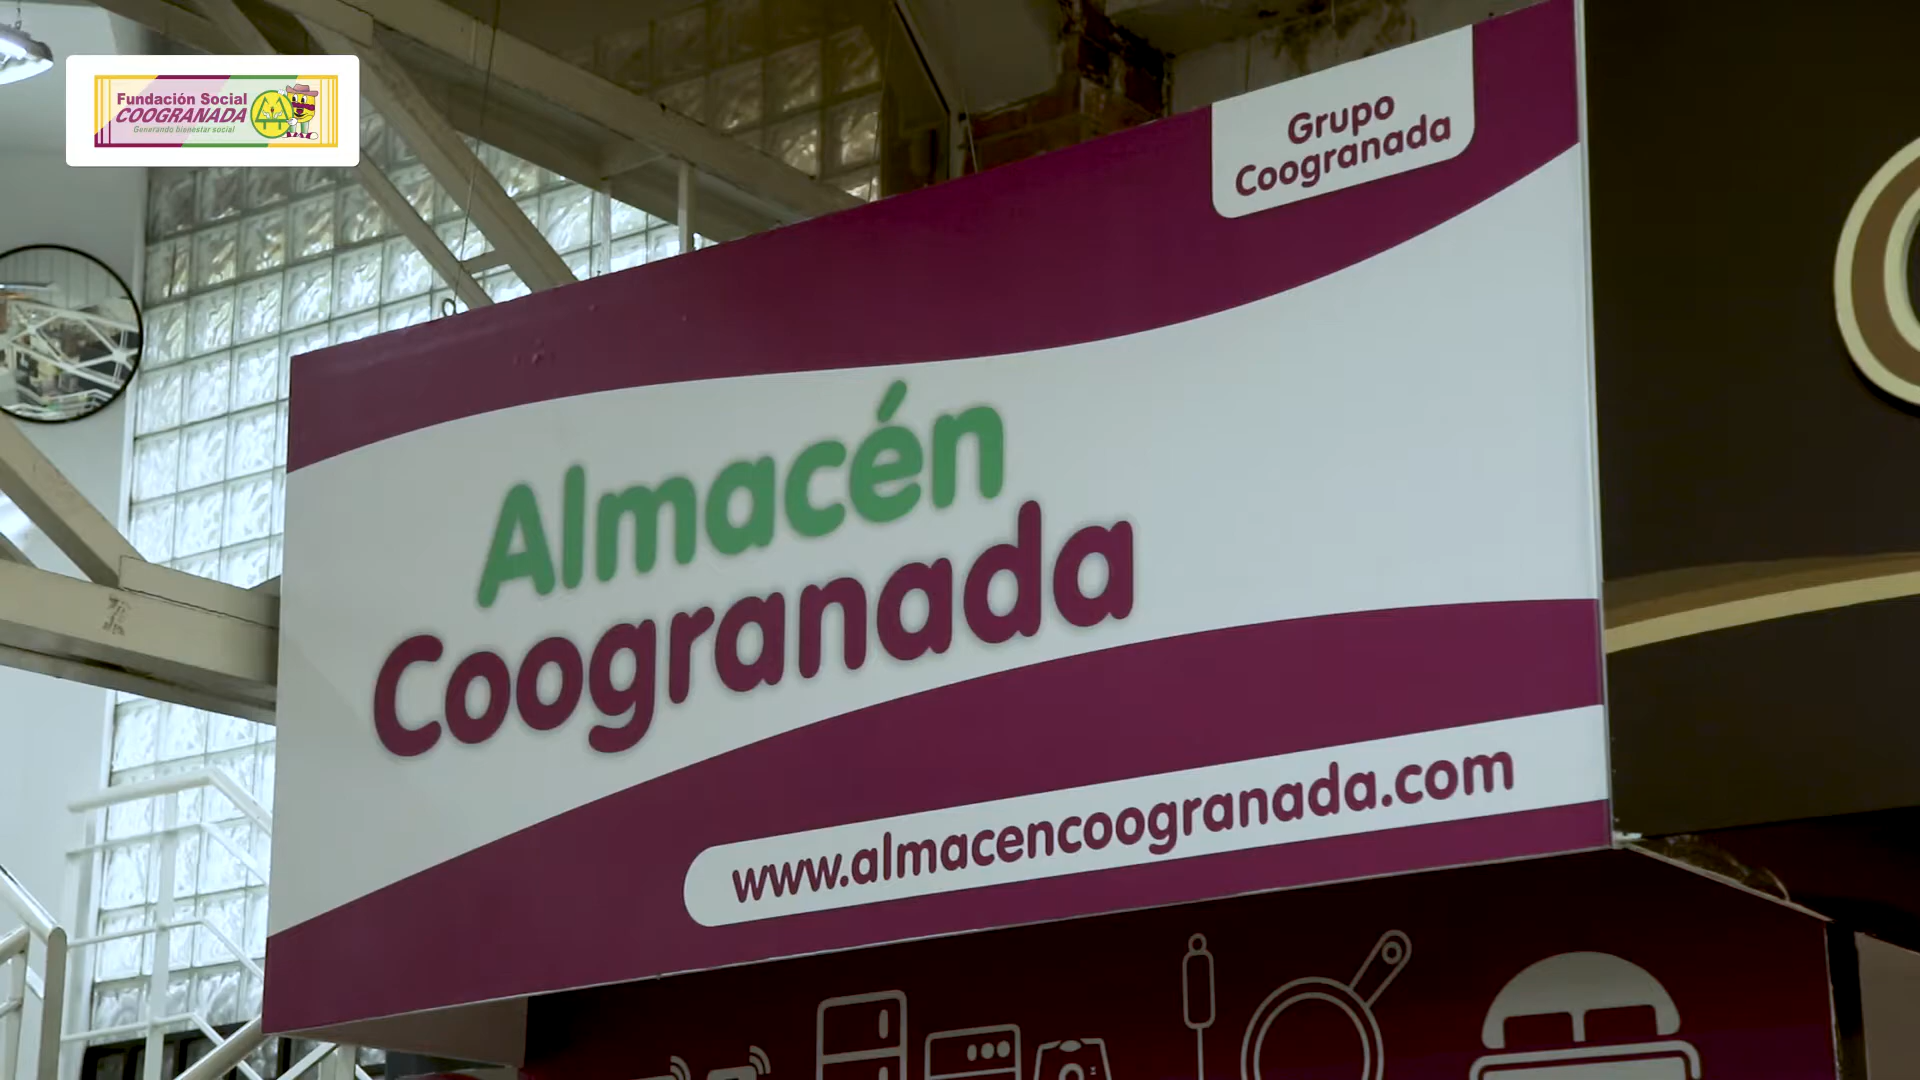 Fundación Social
COOGRANADA
Generando bienestar social
Grupo
Coogranada
Almacén
Coogranada
www.almacencoogranada.com